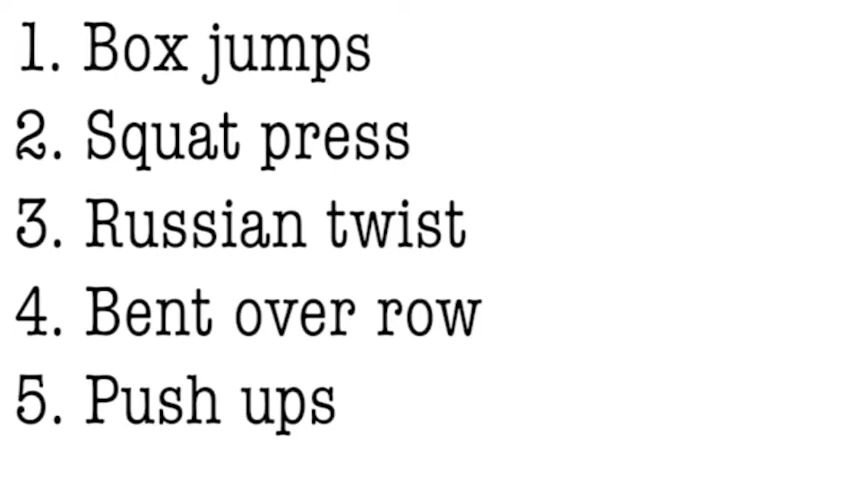 1. Box jumps
2. Squat press
3. Russian twist
4. Bent over row
5. Push ups